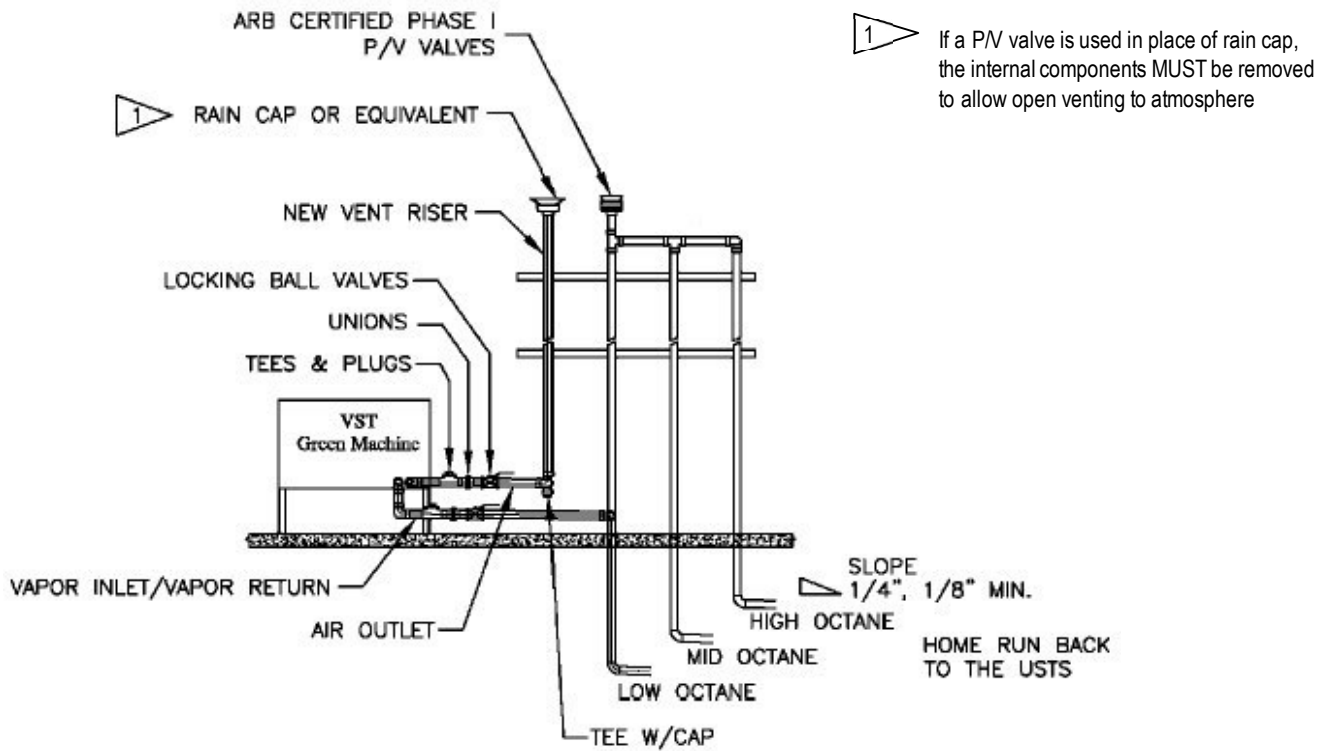 ARB CERTIFIED PHASE I
P/V VALVES
1
If a P/V valve is used in place of rain cap,
the internal components MUST be removed
to allow open venting to atmosphere
1
RAIN CAP OR EQUIVALENT
NEW VENT RISER
LOCKING BALL VALVES
UNIONS
TEES & PLUGS
VST
Green Machine
VAPOR INLET/VAPOR RETURN
AIR OUTLET
SLOPE
1/4", 1/8" MIN.
HIGH OCTANE
MID OCTANE
LOW OCTANE
HOME RUN BACK
TO THE USTS
TEE W/CAP